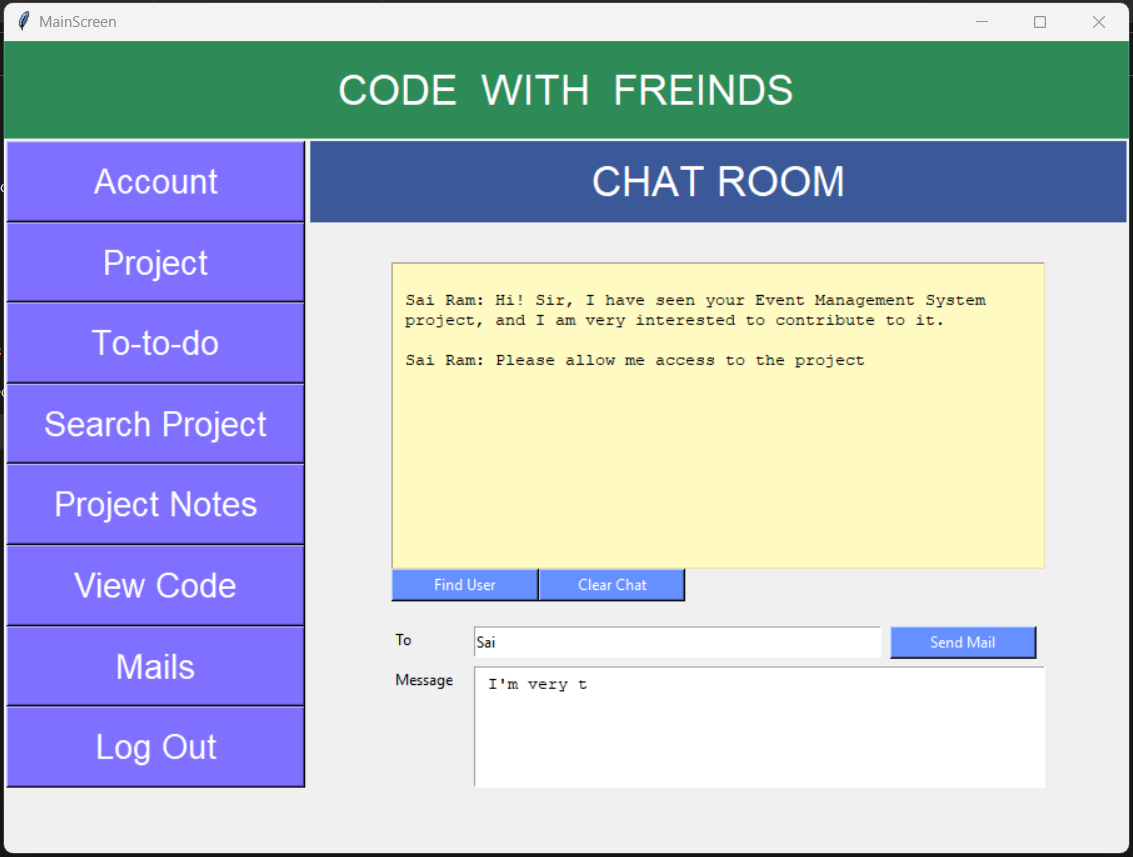 MainScreen
CODE WITH FREINDS
Account
Project
To-to-do
Search Project
Project Notes
View Code
Mails
Log Out
CHAT ROOM
Sai Ram: Hi! Sir, I have seen your Event Management System
project, and I am very interested to contribute to it.
Sai Ram: Please allow me access to the project
Find User
Clear Chat
To
Sai
Send Mail
Message
I'm very t